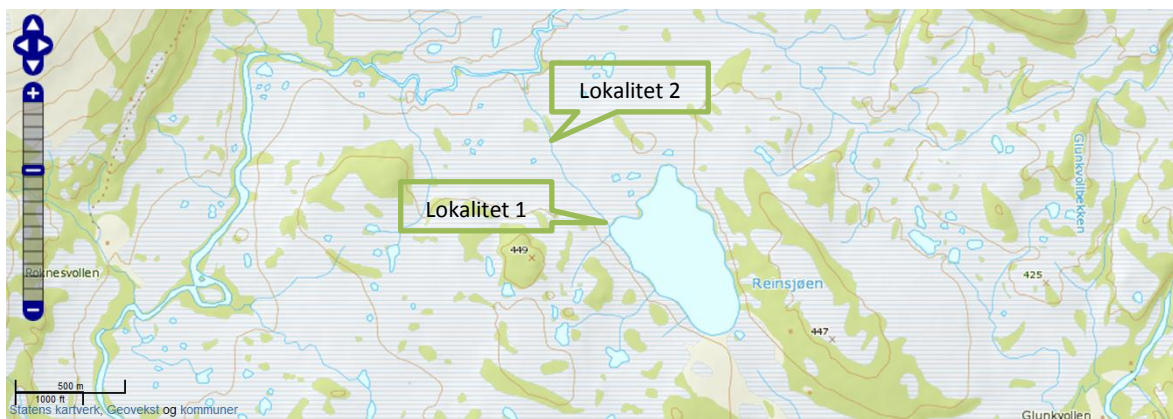 Lokalitet 2
Glunkvollbekken
Lokalitet 1
449
Roknesvollen
425
Reinsjøen
447
500 m
1000 ft
Statens kartverk, Geovekst og kommuner
Glunkvollen